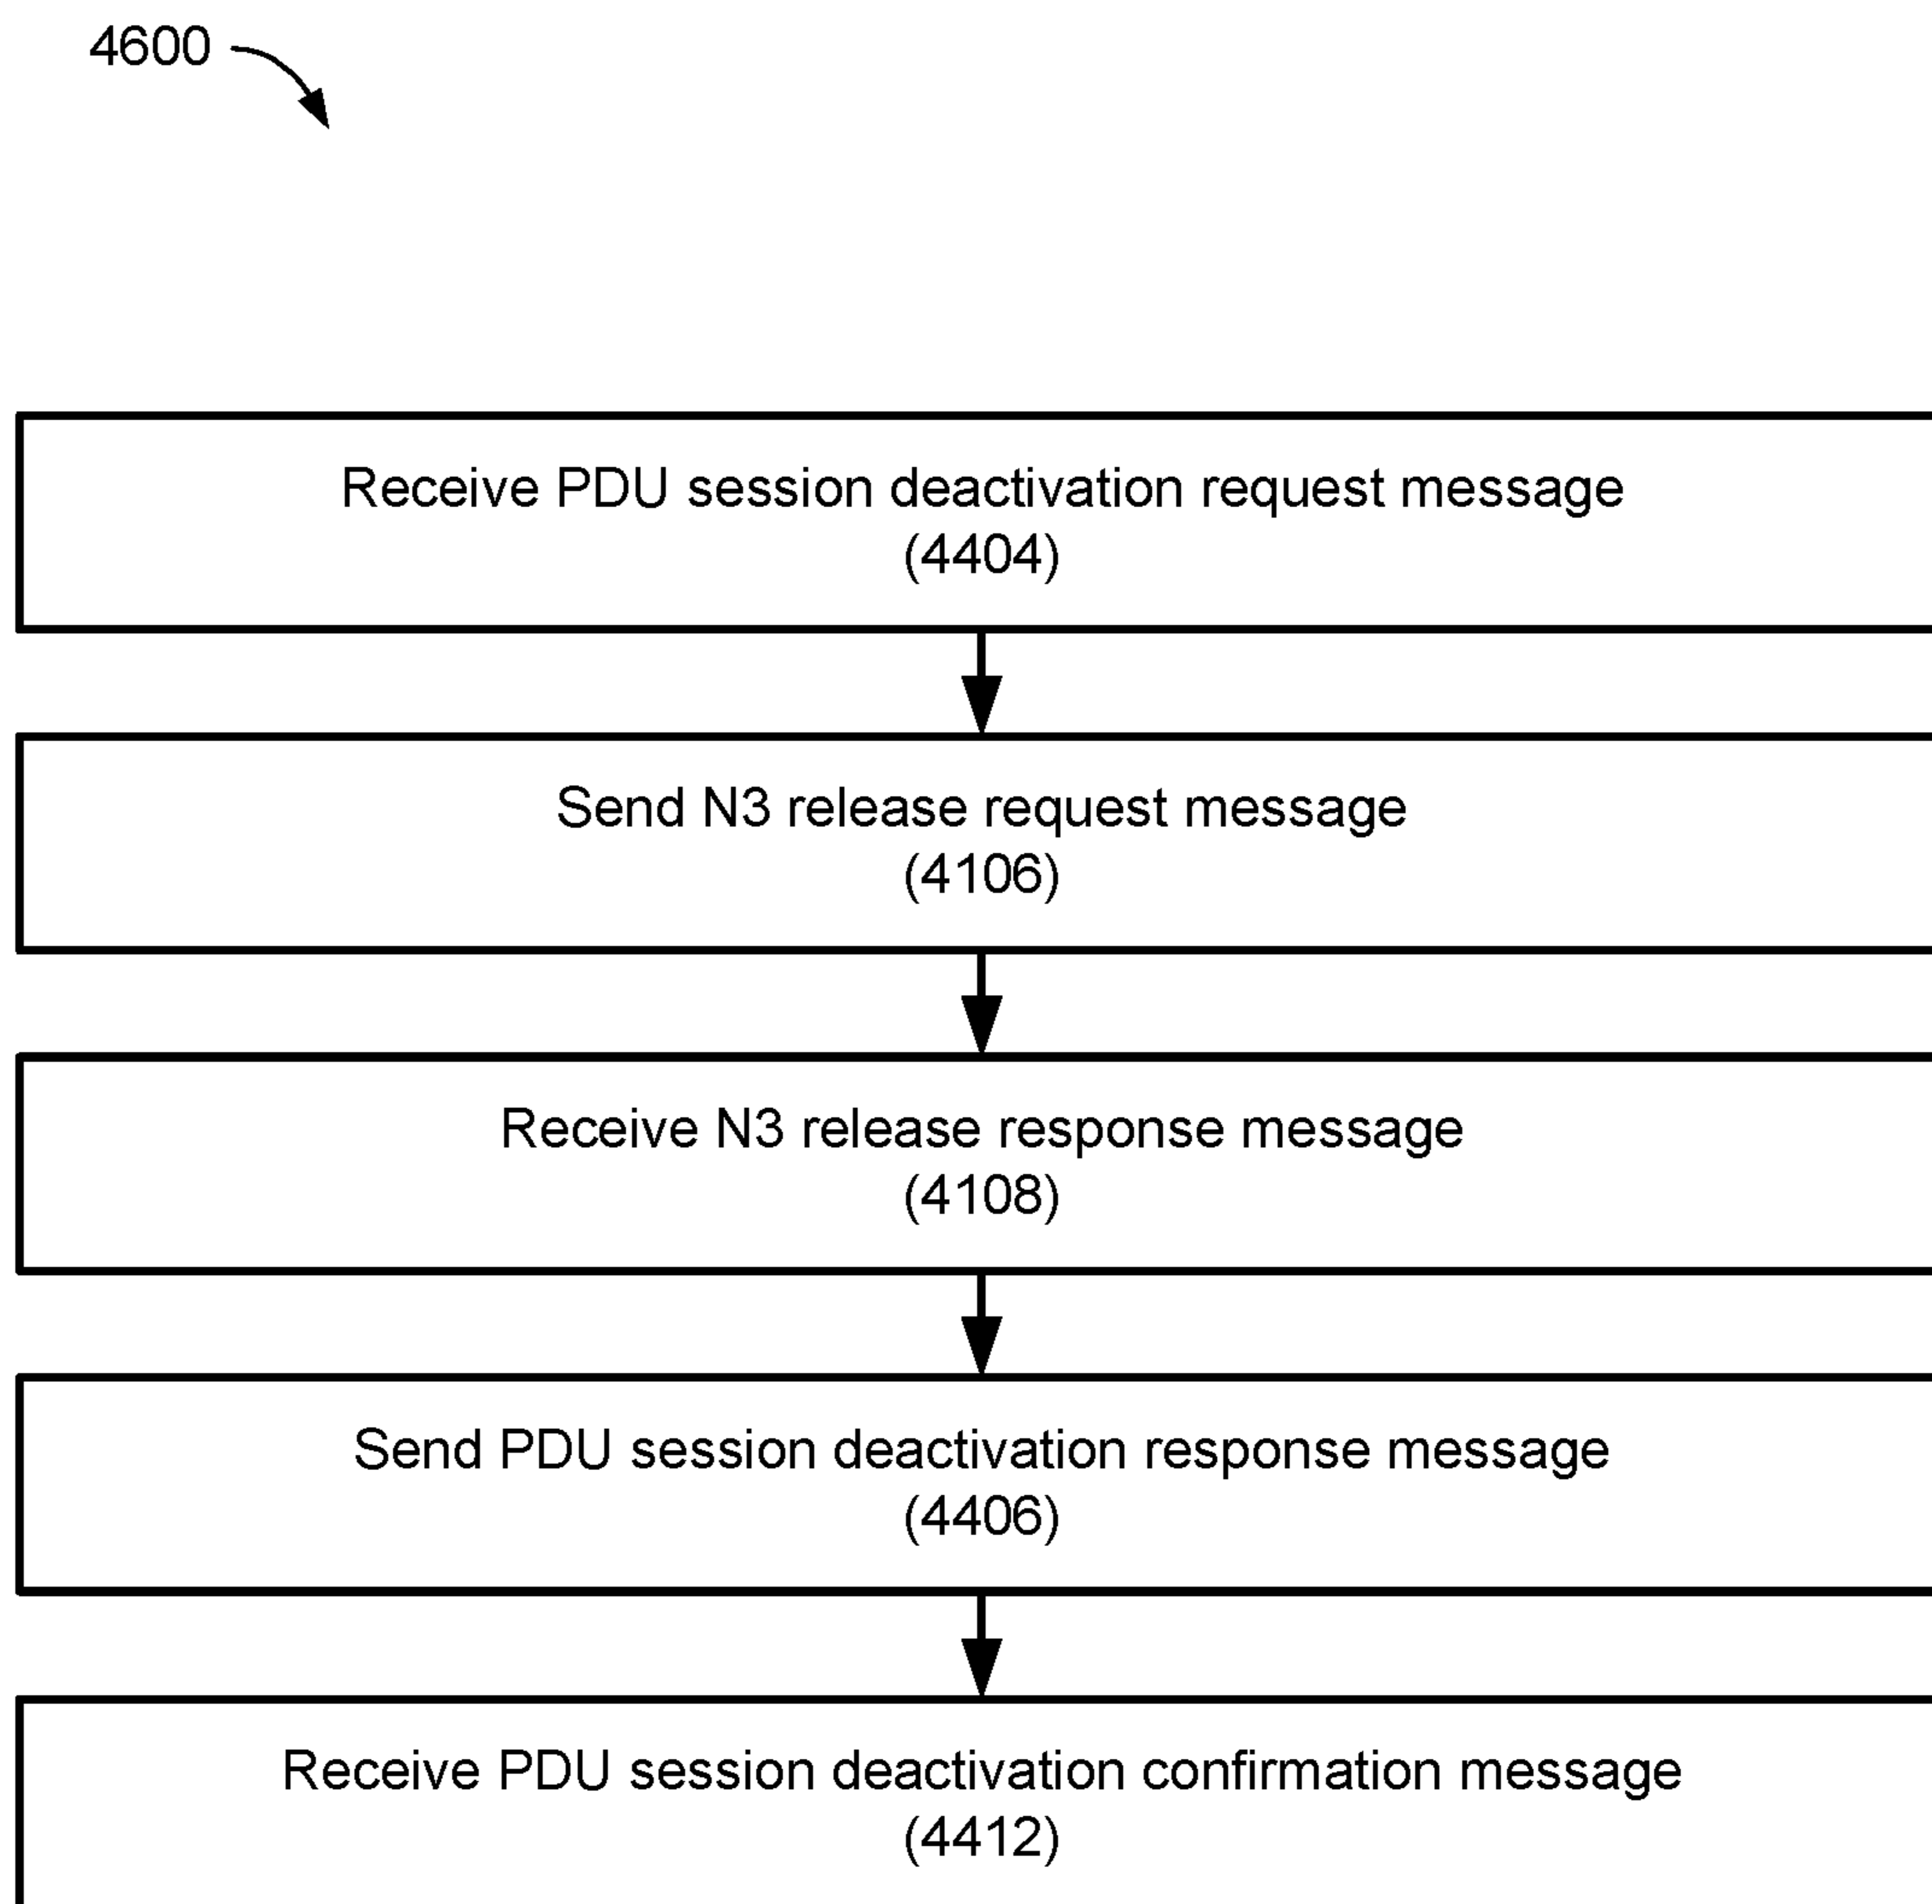 4600
Receive PDU session deactivation request message
(4404)
Send N3 release request message
(4106)
Receive N3 release response message
(4108)
Send PDU session deactivation response message
(4406)
Receive PDU session deactivation confirmation message
(4412)